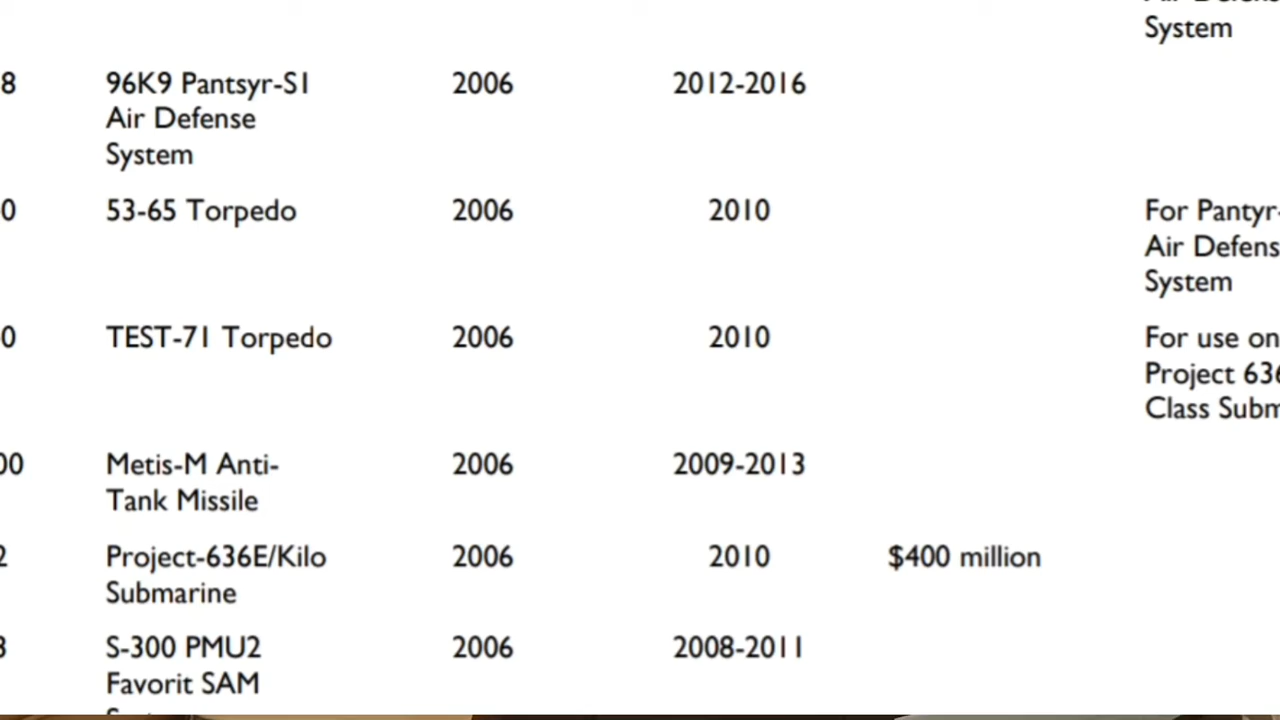 System
8 96K9 Pantsyr-S1 2006 2012-2016
Air Defense
System
0 53-65 Torpedo 2006 2010 For Pantyr-
Air Defens
System
0 TEST-71 Torpedo 2006 2010 For use on
Project 636
Class Subm
00 Metis-M Anti- 2006 2009-2013
Tank Missile
2 Project-636E/Kilo 2006 2010 $400 million
Submarine
3 S-300 PMU2 2006 2008-2011
Favorit SAM